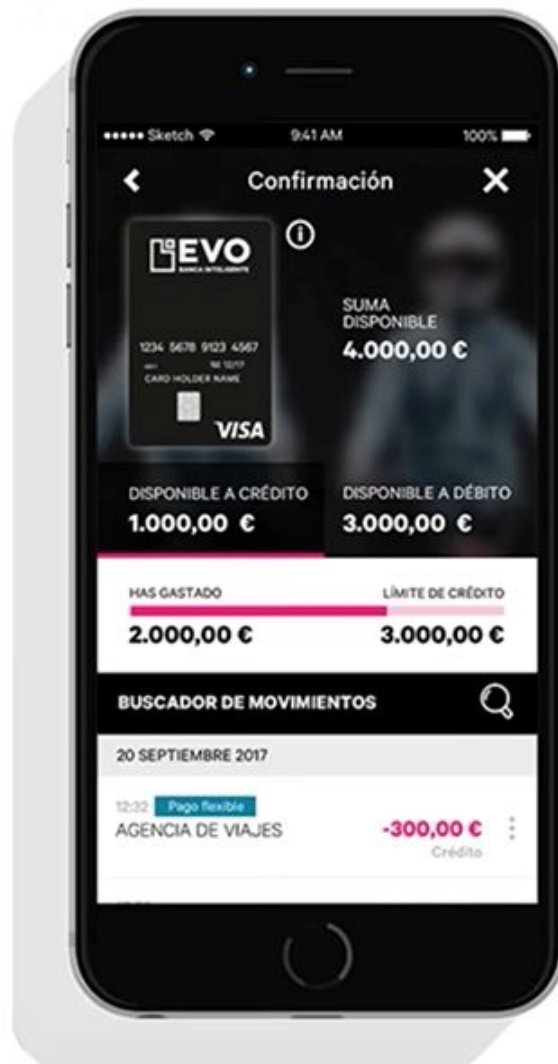 Sketch 9:41 AM 100%
Confirmación
EVO
BANCA INTELIGENTE
SUMA
DISPONIBLE
4.000,00 €
1234 5678 9123 4567
12/17
CARD HOLDER NAME
VISA
DISPONIBLE A CRÉDITO
1.000,00 €
DISPONIBLE A DÉBITO
3.000,00 €
HAS GASTADO
LÍMITE DE CRÉDITO
2.000,00 €
3.000,00 €
BUSCADOR DE MOVIMIENTOS
20 SEPTIEMBRE 2017
12:32 Pago flexible
AGENCIA DE VIAJES
-300,00 €
Crédito